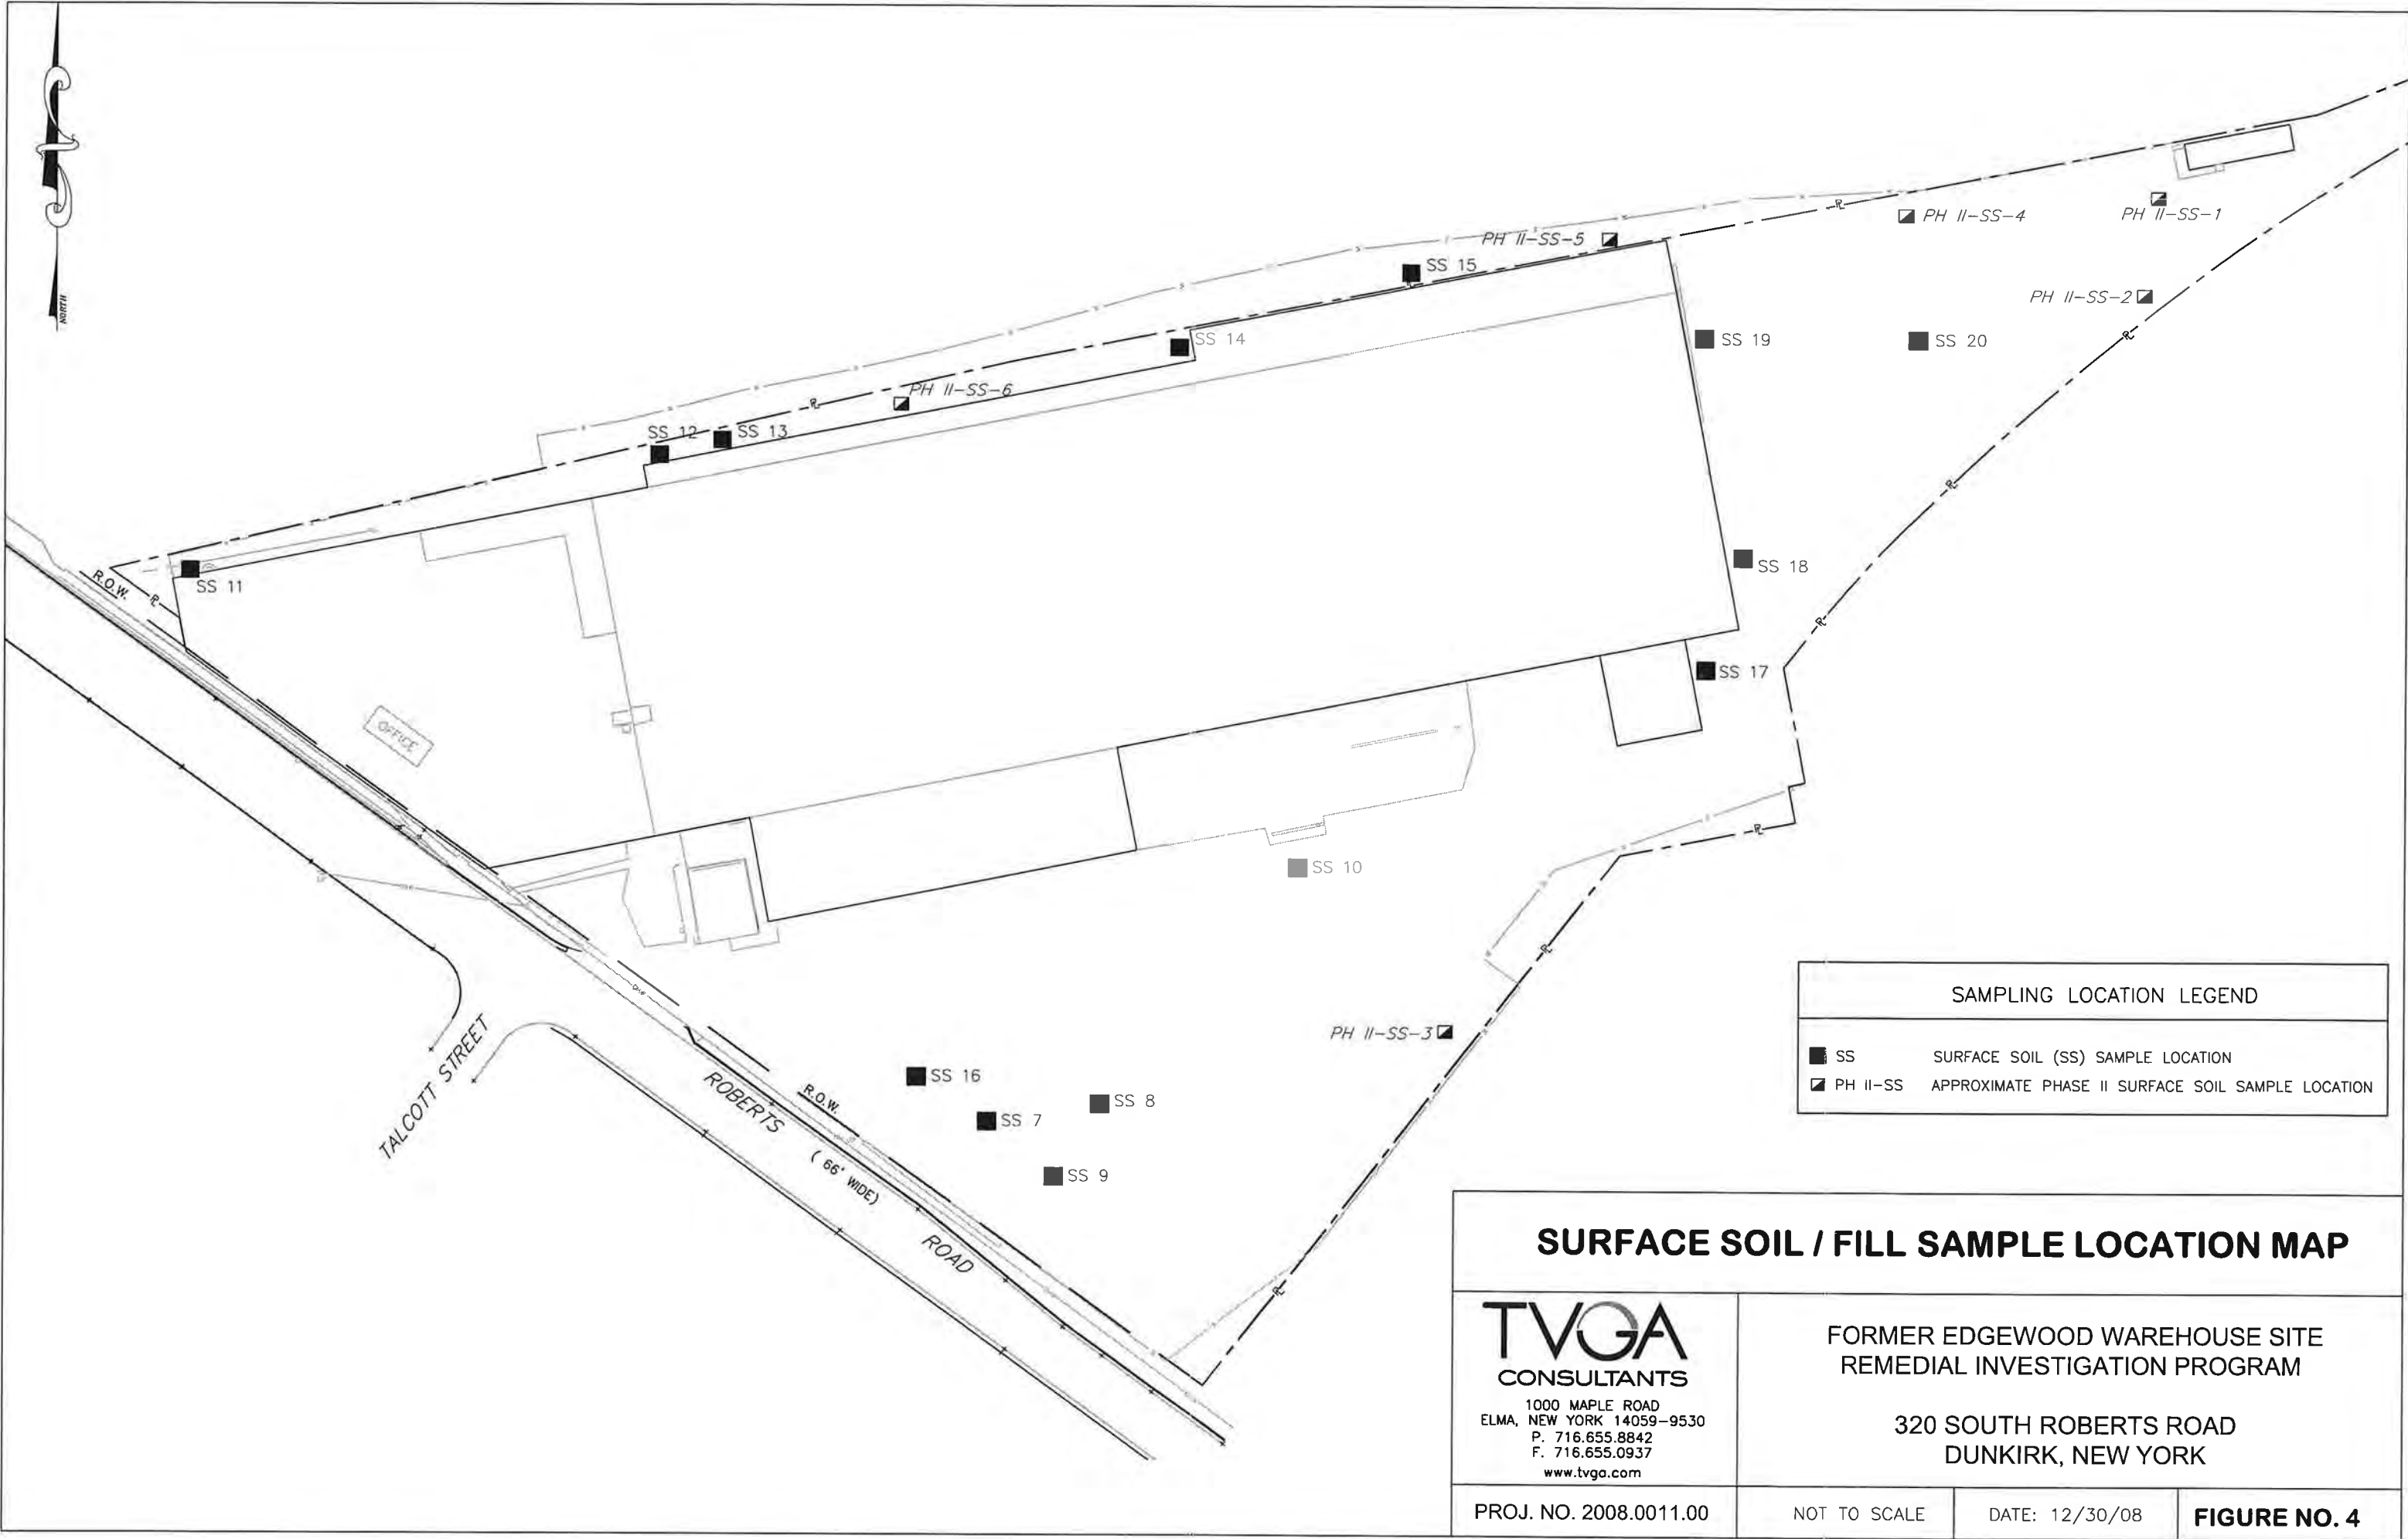 NORTH
PH II-SS-4
PH II-SS-1
PH II-SS-5
SS 15
PH II-SS-2
SS 14
SS 19
SS 20
PH II-SS-6
SS 12
SS 13
SS 18
R.O.W.
SS 11
SS 17
OFFICE
SS 10
PH II-SS-3
SS 16
SS 7
SS 8
SS 9
TALCOTT STREET
ROBERTS
( 66' WIDE)
ROAD
R.O.W.
SAMPLING LOCATION LEGEND
SS SURFACE SOIL (SS) SAMPLE LOCATION
PH II-SS APPROXIMATE PHASE II SURFACE SOIL SAMPLE LOCATION
SURFACE SOIL / FILL SAMPLE LOCATION MAP
TVGA
CONSULTANTS
1000 MAPLE ROAD
ELMA, NEW YORK 14059-9530
P. 716.655.8842
F. 716.655.0937
www.tvga.com
FORMER EDGEWOOD WAREHOUSE SITE
REMEDIAL INVESTIGATION PROGRAM
320 SOUTH ROBERTS ROAD
DUNKIRK, NEW YORK
PROJ. NO. 2008.0011.00
NOT TO SCALE
DATE: 12/30/08
FIGURE NO. 4